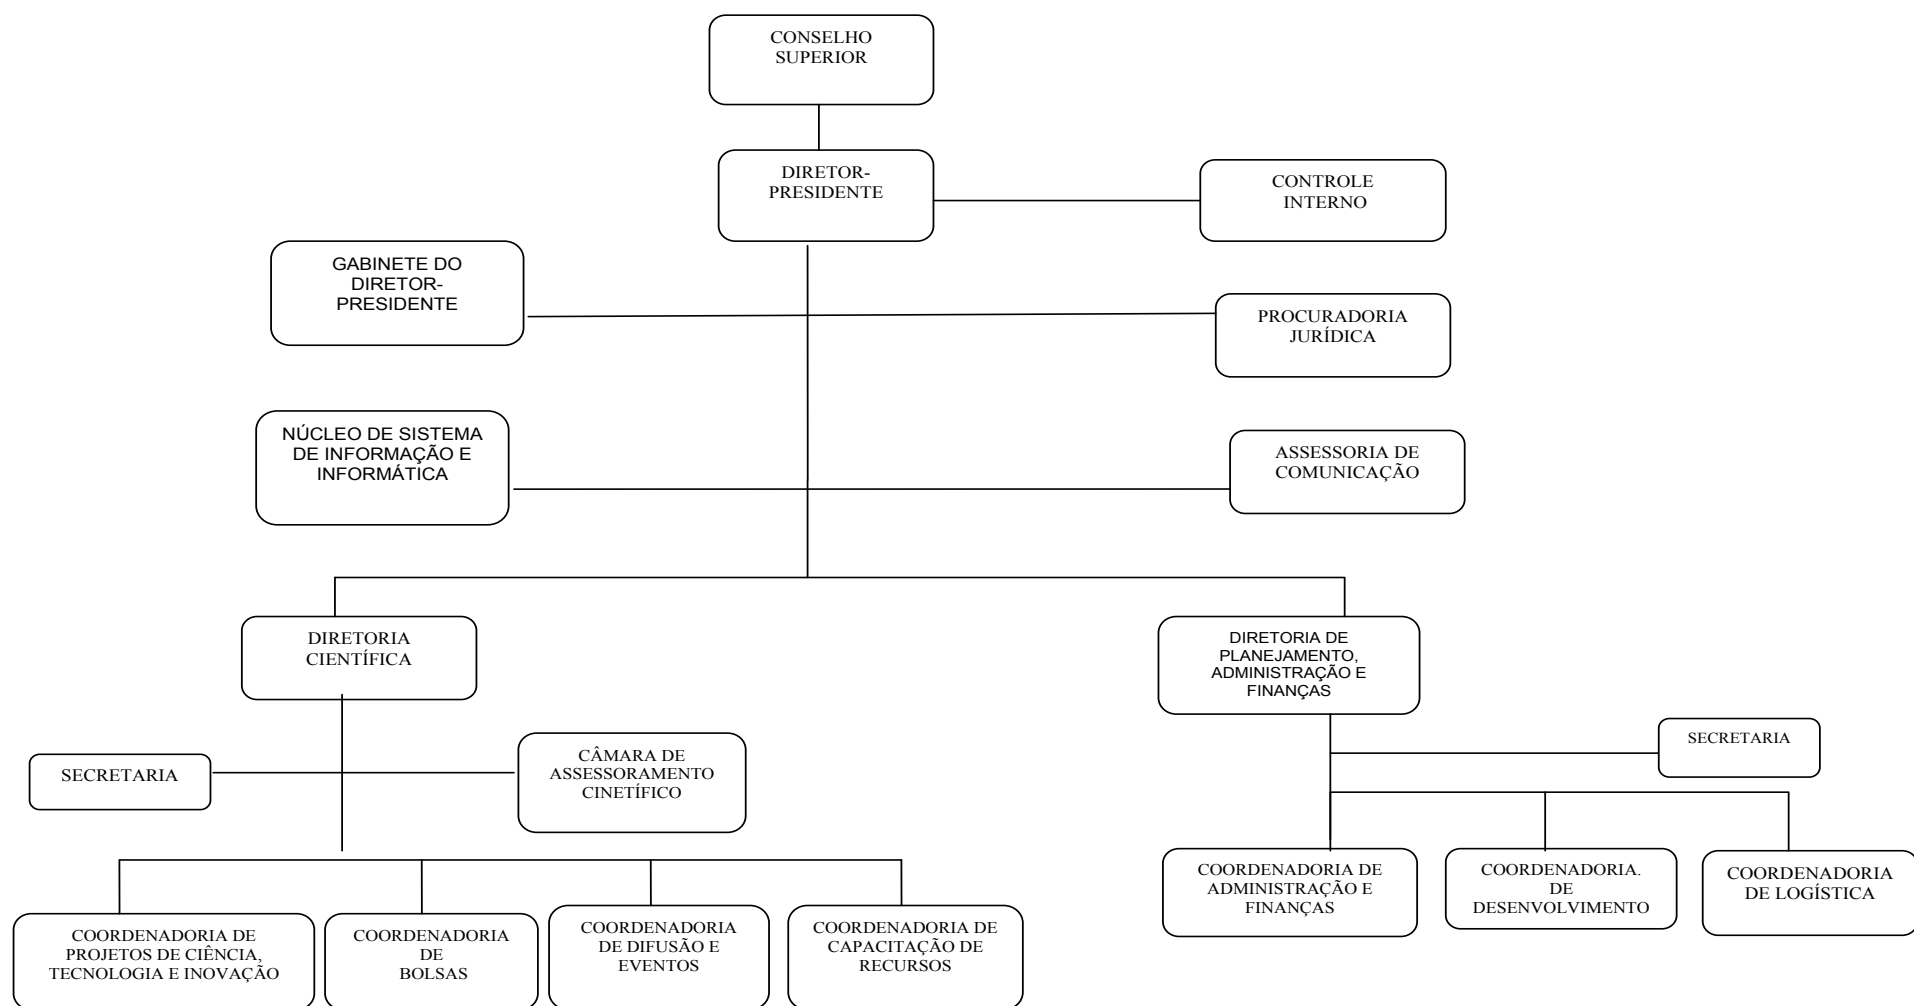 CONSELHO
SUPERIOR
DIRETOR-
PRESIDENTE
CONTROLE
INTERNO
GABINETE DO
DIRETOR-
PRESIDENTE
PROCURADORIA
JURÍDICA
NÚCLEO DE SISTEMA
DE INFORMAÇÃO E
INFORMÁTICA
ASSESSORIA DE
COMUNICAÇÃO
DIRETORIA
CIENTÍFICA
DIRETORIA DE
PLANEJAMENTO,
ADMINISTRAÇÃO E
FINANÇAS
SECRETARIA
CÂMARA DE
ASSESSORAMENTO
CINETÍFICO
SECRETARIA
COORDENADORIA DE
PROJETOS DE CIÊNCIA,
TECNOLOGIA E INOVAÇÃO
COORDENADORIA
DE
BOLSAS
COORDENADORIA
DE DIFUSÃO E
EVENTOS
COORDENADORIA DE
CAPACITAÇÃO DE
RECURSOS
COORDENADORIA DE
ADMINISTRAÇÃO E
FINANÇAS
COORDENADORIA.
DE
DESENVOLVIMENTO
COORDENADORIA
DE LOGÍSTICA